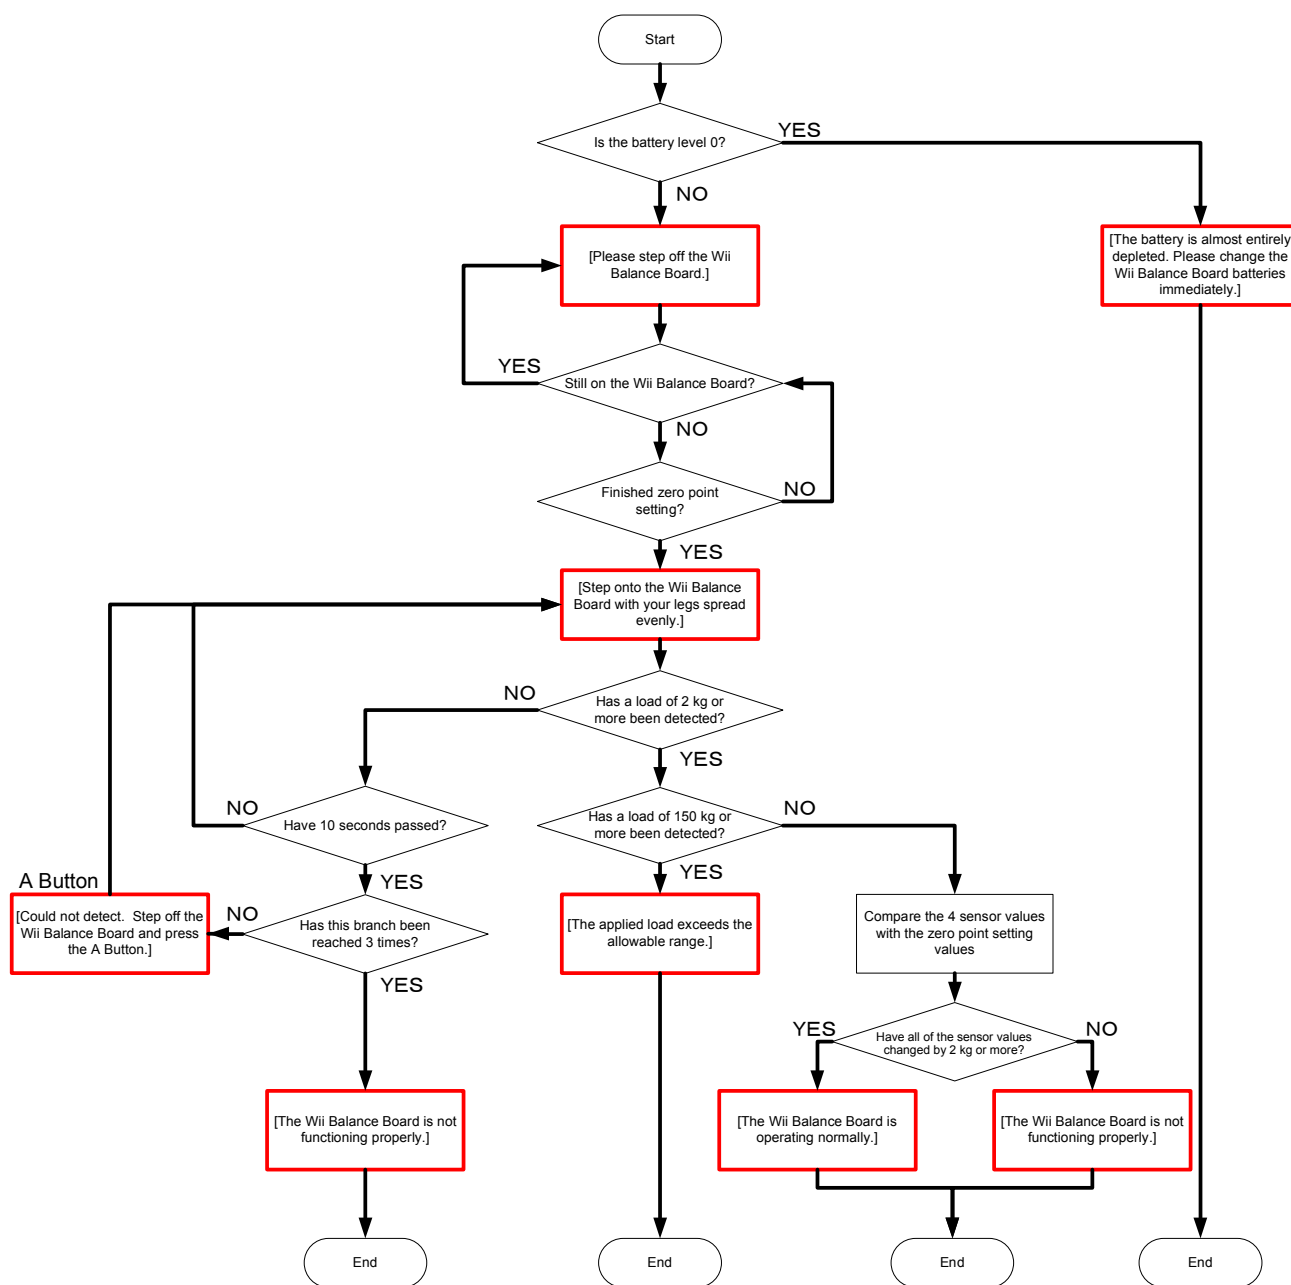 Start
Is the battery level 0?
YES
NO
[Please step off the Wii
Balance Board.]
[The battery is almost entirely
depleted. Please change the
Wii Balance Board batteries
immediately.]
YES
Still on the Wii Balance Board?
NO
Finished zero point
setting?
NO
YES
[Step onto the Wii Balance
Board with your legs spread
evenly.]
NO
Has a load of 2 kg or
more been detected?
YES
NO
Have 10 seconds passed?
Has a load of 150 kg or
more been detected?
NO
YES
YES
A Button
[Could not detect.  Step off the
Wii Balance Board and press
the A Button.]
NO
Has this branch been
reached 3 times?
YES
[The applied load exceeds the
allowable range.]
Compare the 4 sensor values
with the zero point setting
values
YES
Have all of the sensor values
changed by 2 kg or more?
NO
[The Wii Balance Board is not
functioning properly.]
[The Wii Balance Board is
operating normally.]
[The Wii Balance Board is not
functioning properly.]
End
End
End
End